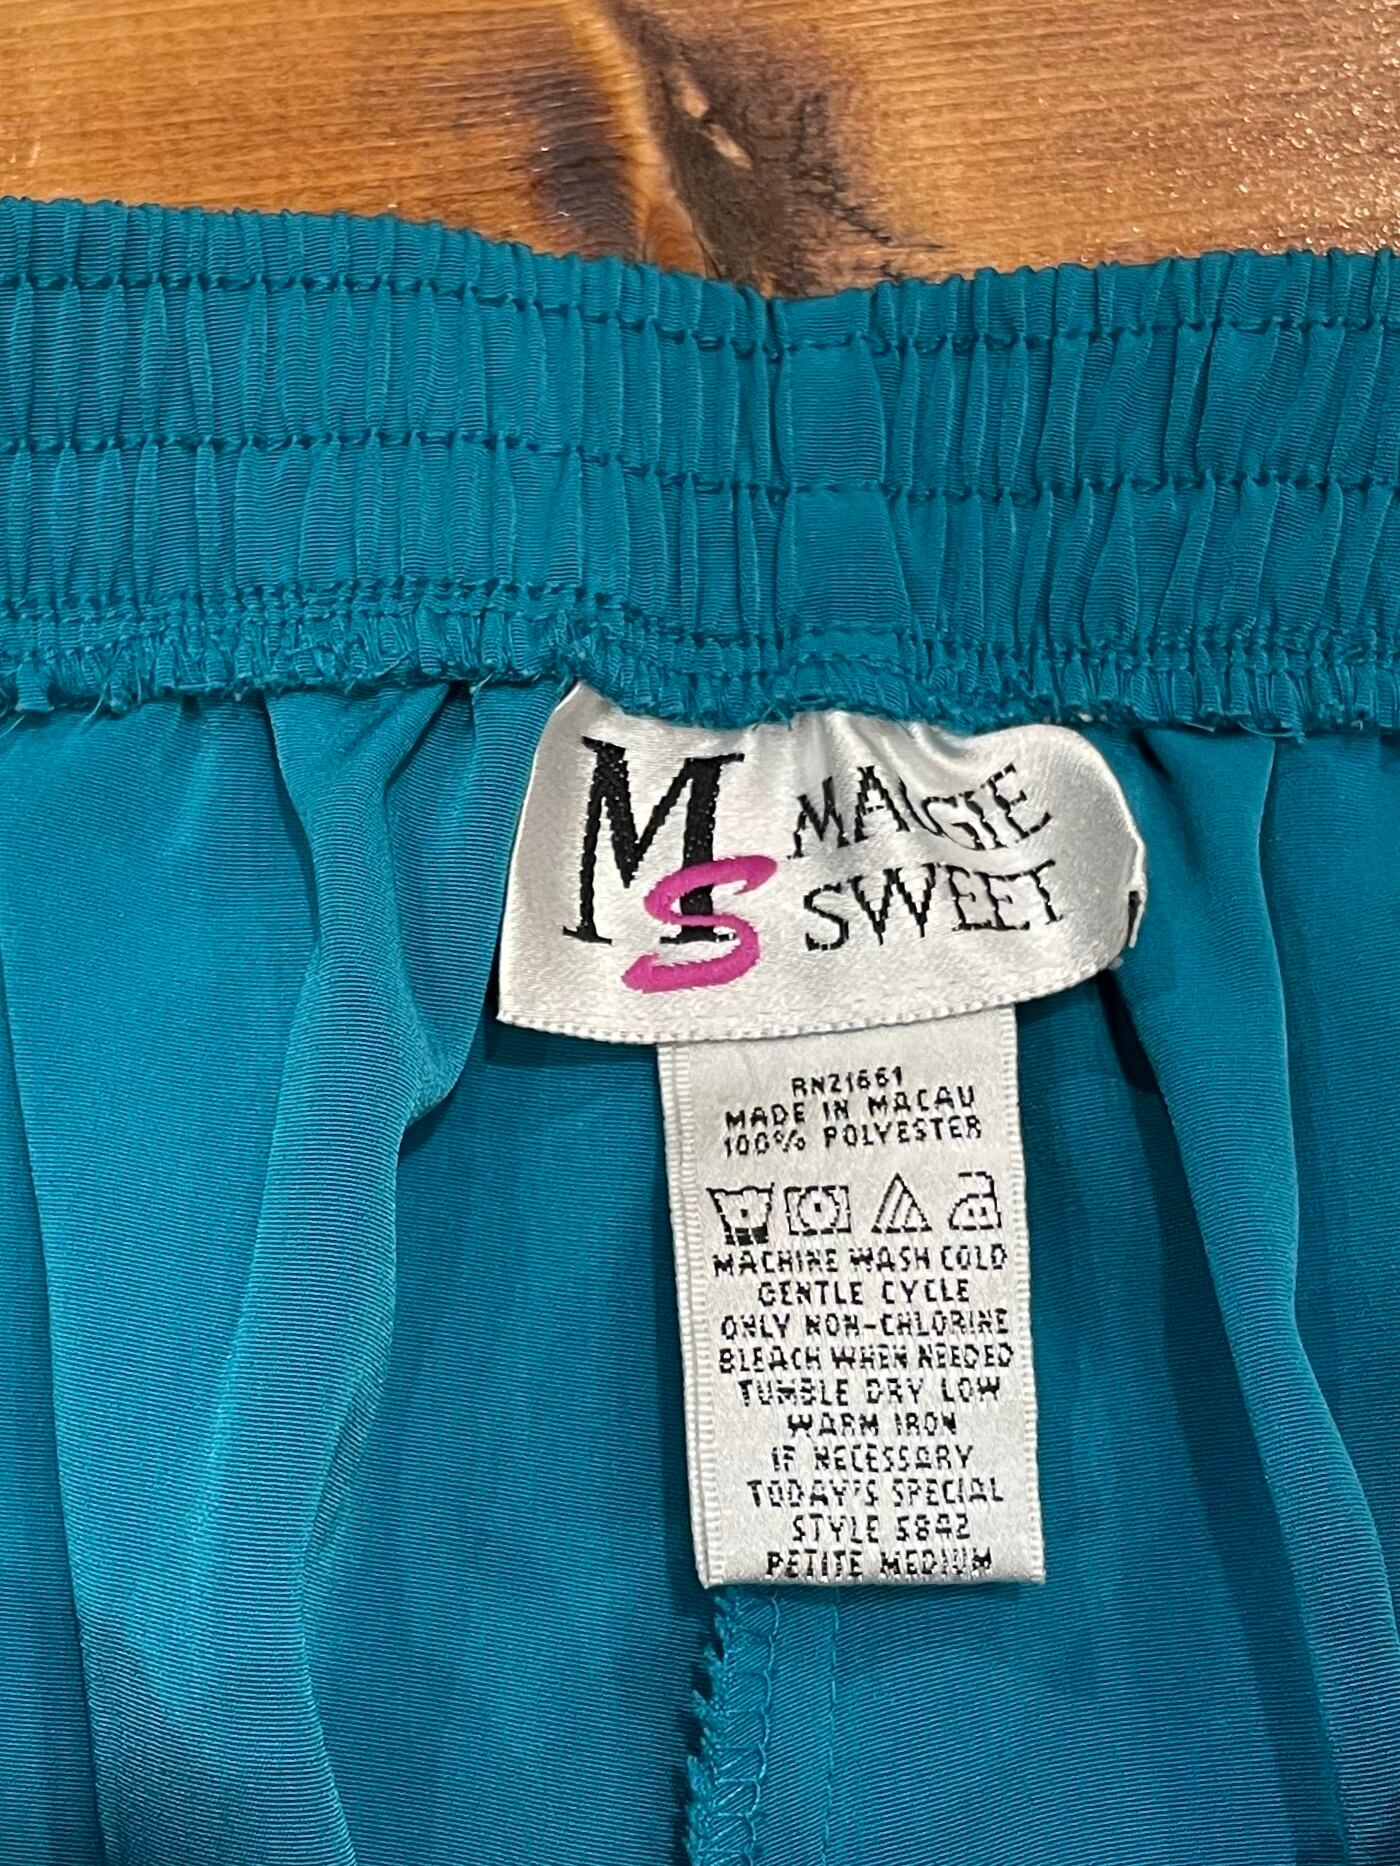 MS
MAGGIE
SWEET
RN21661
MADE IN MACAU
100% POLYESTER
MACHINE WASH COLD
GENTLE CYCLE
ONLY NON-CHLORINE
BLEACH WHEN NEEDED
TUMBLE DRY LOW
WARM IRON
IF NECESSARY
TODAY'S SPECIAL
STYLE 5842
PETITE MEDIUM